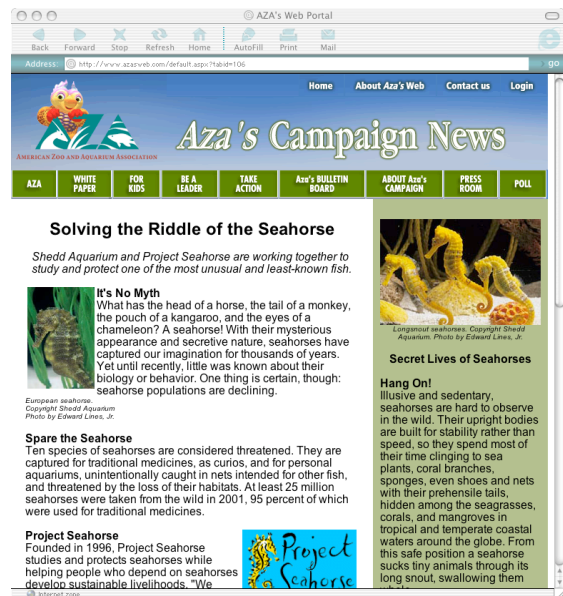 AZA's Web Portal
Back Forward Stop Refresh Home AutoFill Print Mail
Address: http://www.azasweb.com/default.aspx?tabid=106 go
Home About Aza's Web Contact us Login
AZA
AMERICAN ZOO AND AQUARIUM ASSOCIATION
Aza's Campaign News
AZA
WHITE PAPER
FOR KIDS
BE A LEADER
TAKE ACTION
Aza's BULLETIN BOARD
ABOUT Aza's CAMPAIGN
PRESS ROOM
POLL
Solving the Riddle of the Seahorse
Shedd Aquarium and Project Seahorse are working together to
study and protect one of the most unusual and least-known fish.
It's No Myth
What has the head of a horse, the tail of a monkey,
the pouch of a kangaroo, and the eyes of a
chameleon? A seahorse! With their mysterious
appearance and secretive nature, seahorses have
captured our imagination for thousands of years.
Yet until recently, little was known about their
biology or behavior. One thing is certain, though:
seahorse populations are declining.
European seahorse.
Copyright Shedd Aquarium
Photo by Edward Lines, Jr.
Spare the Seahorse
Ten species of seahorses are considered threatened. They are
captured for traditional medicines, as curios, and for personal
aquariums, unintentionally caught in nets intended for other fish,
and threatened by the loss of their habitats. At least 25 million
seahorses were taken from the wild in 2001, 95 percent of which
were used for traditional medicines.
Project Seahorse
Founded in 1996, Project Seahorse
studies and protects seahorses while
helping people who depend on seahorses
develop sustainable livelihoods. "We
Project
Seahorse
Longsnout seahorses. Copyright Shedd
Aquarium. Photo by Edward Lines, Jr.
Secret Lives of Seahorses
Hang On!
Illusive and sedentary,
seahorses are hard to observe
in the wild. Their upright bodies
are built for stability rather than
speed, so they spend most of
their time clinging to sea
plants, coral branches,
sponges, even shoes and nets
with their prehensile tails,
hidden among the seagrasses,
corals, and mangroves in
tropical and temperate coastal
waters around the globe. From
this safe position a seahorse
sucks tiny animals through its
long snout, swallowing them
whole.
Internet zone